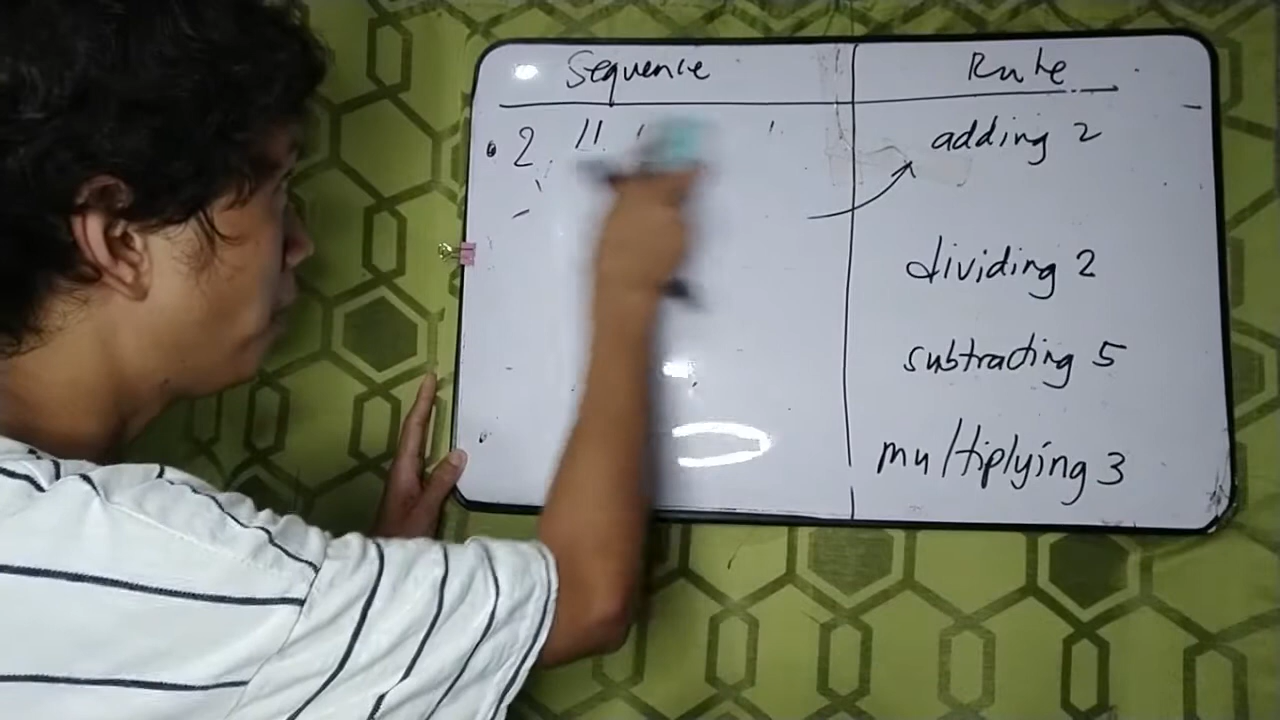 Sequence
Rule
2, 11
adding 2
dividing 2
subtracting 5
multiplying 3